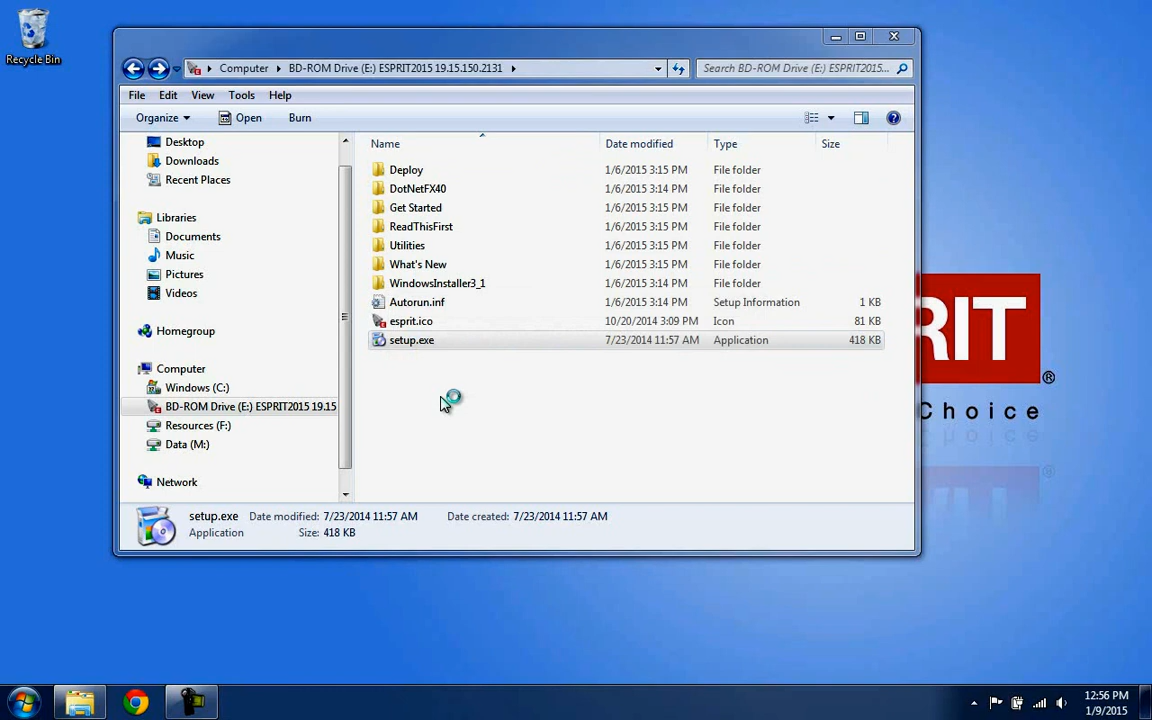 Recycle Bin
Computer BD-ROM Drive (E:) ESPRIT2015 19.15.150.2131
Search BD-ROM Drive (E:) ESPRIT2015...
File Edit View Tools Help
Organize Open Burn
Name Date modified Type Size
Desktop
Downloads
Recent Places
Libraries
Documents
Music
Pictures
Videos
Homegroup
Computer
Windows (C:)
BD-ROM Drive (E:) ESPRIT2015 19.15
Resources (F:)
Data (M:)
Network
Deploy 1/6/2015 3:15 PM File folder
DotNetFX40 1/6/2015 3:14 PM File folder
Get Started 1/6/2015 3:15 PM File folder
ReadThisFirst 1/6/2015 3:15 PM File folder
Utilities 1/6/2015 3:15 PM File folder
What's New 1/6/2015 3:15 PM File folder
WindowsInstaller3_1 1/6/2015 3:14 PM File folder
Autorun.inf 1/6/2015 3:14 PM Setup Information 1 KB
esprit.ico 10/20/2014 3:09 PM Icon 81 KB
setup.exe 7/23/2014 11:57 AM Application 418 KB
setup.exe Date modified: 7/23/2014 11:57 AM Date created: 7/23/2014 11:57 AM
Application Size: 418 KB
RIT ®
Choice
12:56 PM
1/9/2015